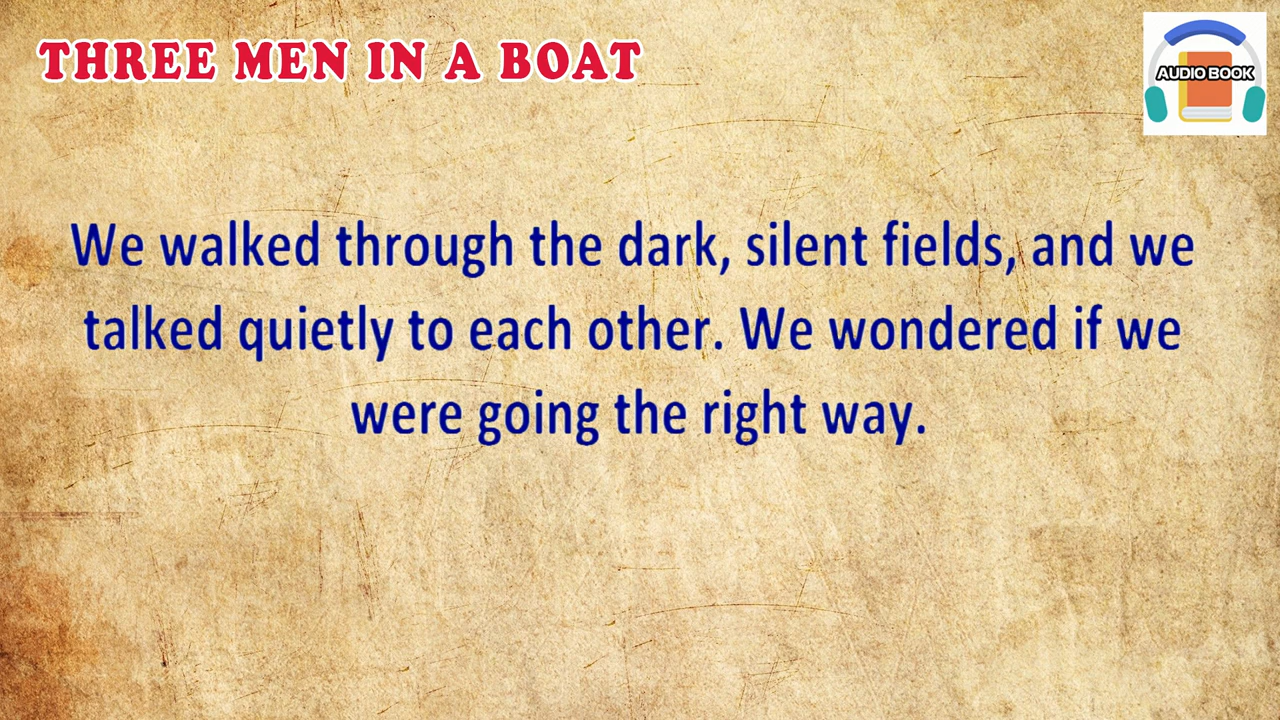 THREE MEN IN A BOAT
AUDIO BOOK
We walked through the dark, silent fields, and we
talked quietly to each other. We wondered if we
were going the right way.